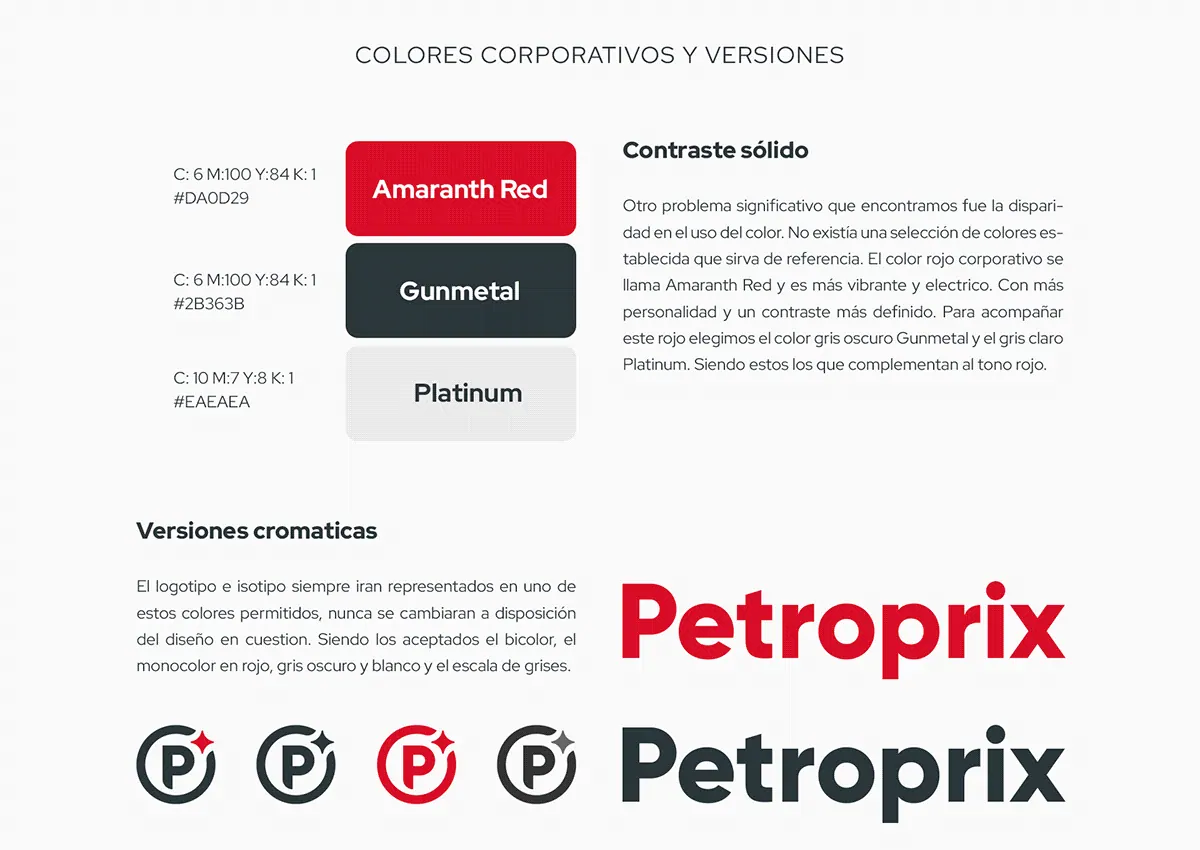 COLORES CORPORATIVOS Y VERSIONES
C: 6 M:100 Y:84 K: 1
#DA0D29
Amaranth Red
C: 6 M:100 Y:84 K: 1
#2B363B
Gunmetal
C: 10 M:7 Y:8 K: 1
#EAEAEA
Platinum
Contraste sólido
Otro problema significativo que encontramos fue la dispari-
dad en el uso del color. No existía una selección de colores es-
tablecida que sirva de referencia. El color rojo corporativo se
llama Amaranth Red y es más vibrante y electrico. Con más
personalidad y un contraste más definido. Para acompañar
este rojo elegimos el color gris oscuro Gunmetal y el gris claro
Platinum. Siendo estos los que complementan al tono rojo.
Versiones cromaticas
El logotipo e isotipo siempre iran representados en uno de
estos colores permitidos, nunca se cambiaran a disposición
del diseño en cuestion. Siendo los aceptados el bicolor, el
monocolor en rojo, gris oscuro y blanco y el escala de grises.
P P P P
Petroprix
Petroprix